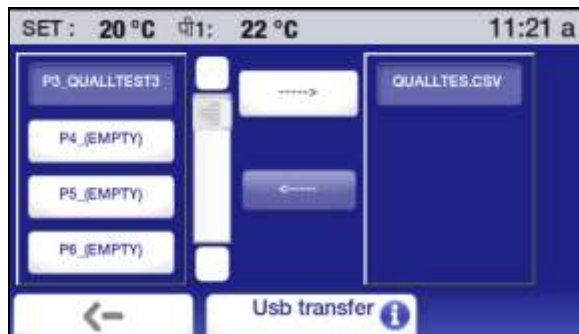 SET : 20 °C पी1: 22 °C 11:21 a
P3_QUALLTEST3
P4_(EMPTY)
P5_(EMPTY)
P6_(EMPTY)
----->
<-----
QUALLTES.CSV
Usb transfer